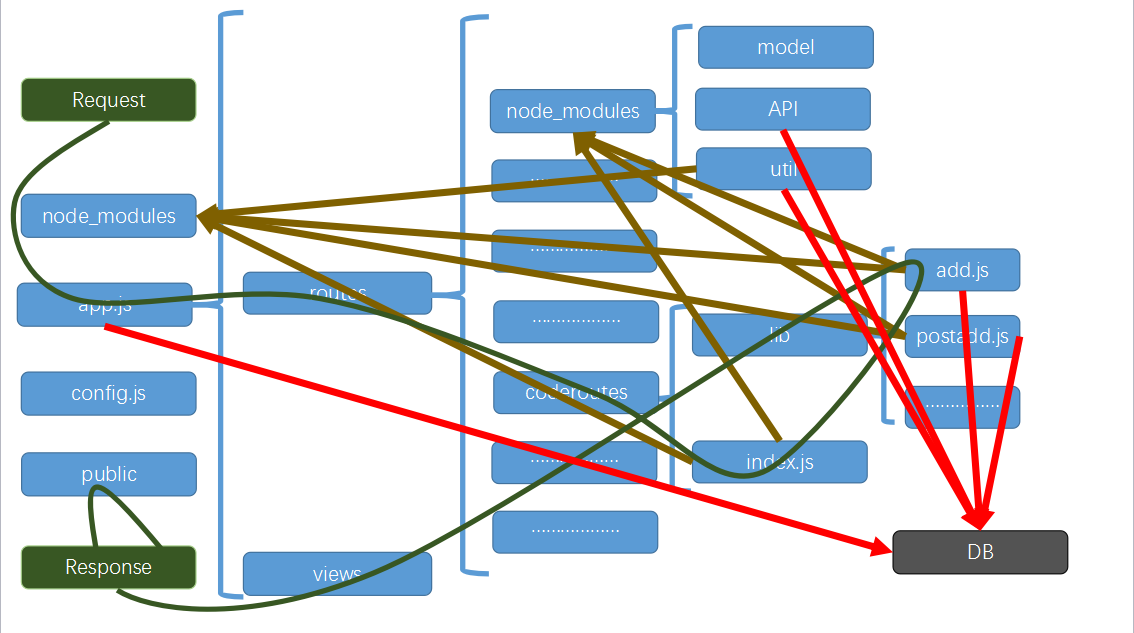 Request
node_modules
app.js
config.js
public
Response
routes
views
node_modules
………………
………………
………………
coderoutes
………………
………………
model
API
util
lib
index.js
add.js
postadd.js
……………
DB